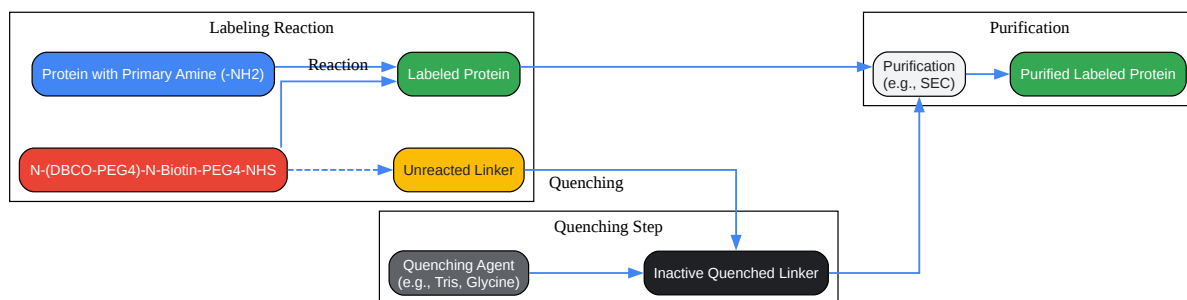 Labeling Reaction
Protein with Primary Amine (-NH2)
Reaction
Labeled Protein
N-(DBCO-PEG4)-N-Biotin-PEG4-NHS
Unreacted Linker
Quenching
Quenching Step
Quenching Agent
(e.g., Tris, Glycine)
Inactive Quenched Linker
Purification
Purification
(e.g., SEC)
Purified Labeled Protein